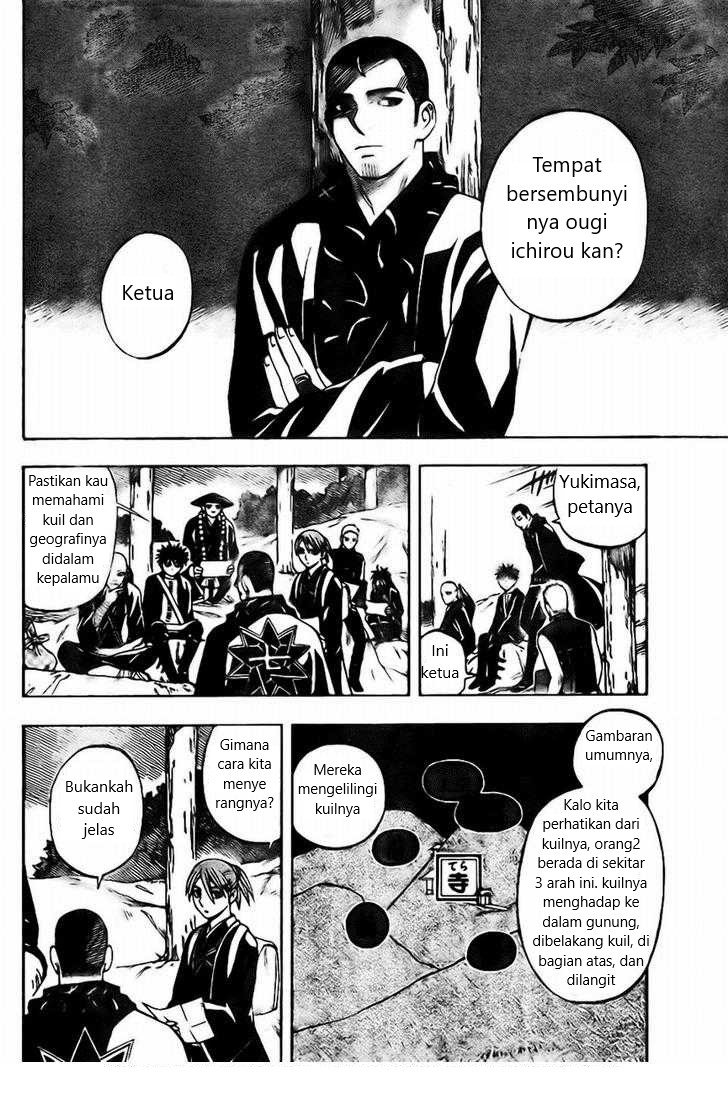 Tempat
bersembunyi
nya ougi
ichirou kan?
Ketua
Yukimasa,
petanya
Ini
ketua
Pastikan kau
memahami
kuil dan
geografinya
didalam
kepalamu
七
Gambaran
umumnya,
Kalo kita
perhatikan dari
kuilnya, orang2
berada di sekitar
3 arah ini. kuilnya
menghadap ke
dalam gunung,
dibelakang kuil, di
bagian atas, dan
dilangit
Mereka
mengelilingi
kuilnya
てら
寺
Gimana
cara kita
menye
rangnya?
Bukankah
sudah
jelas